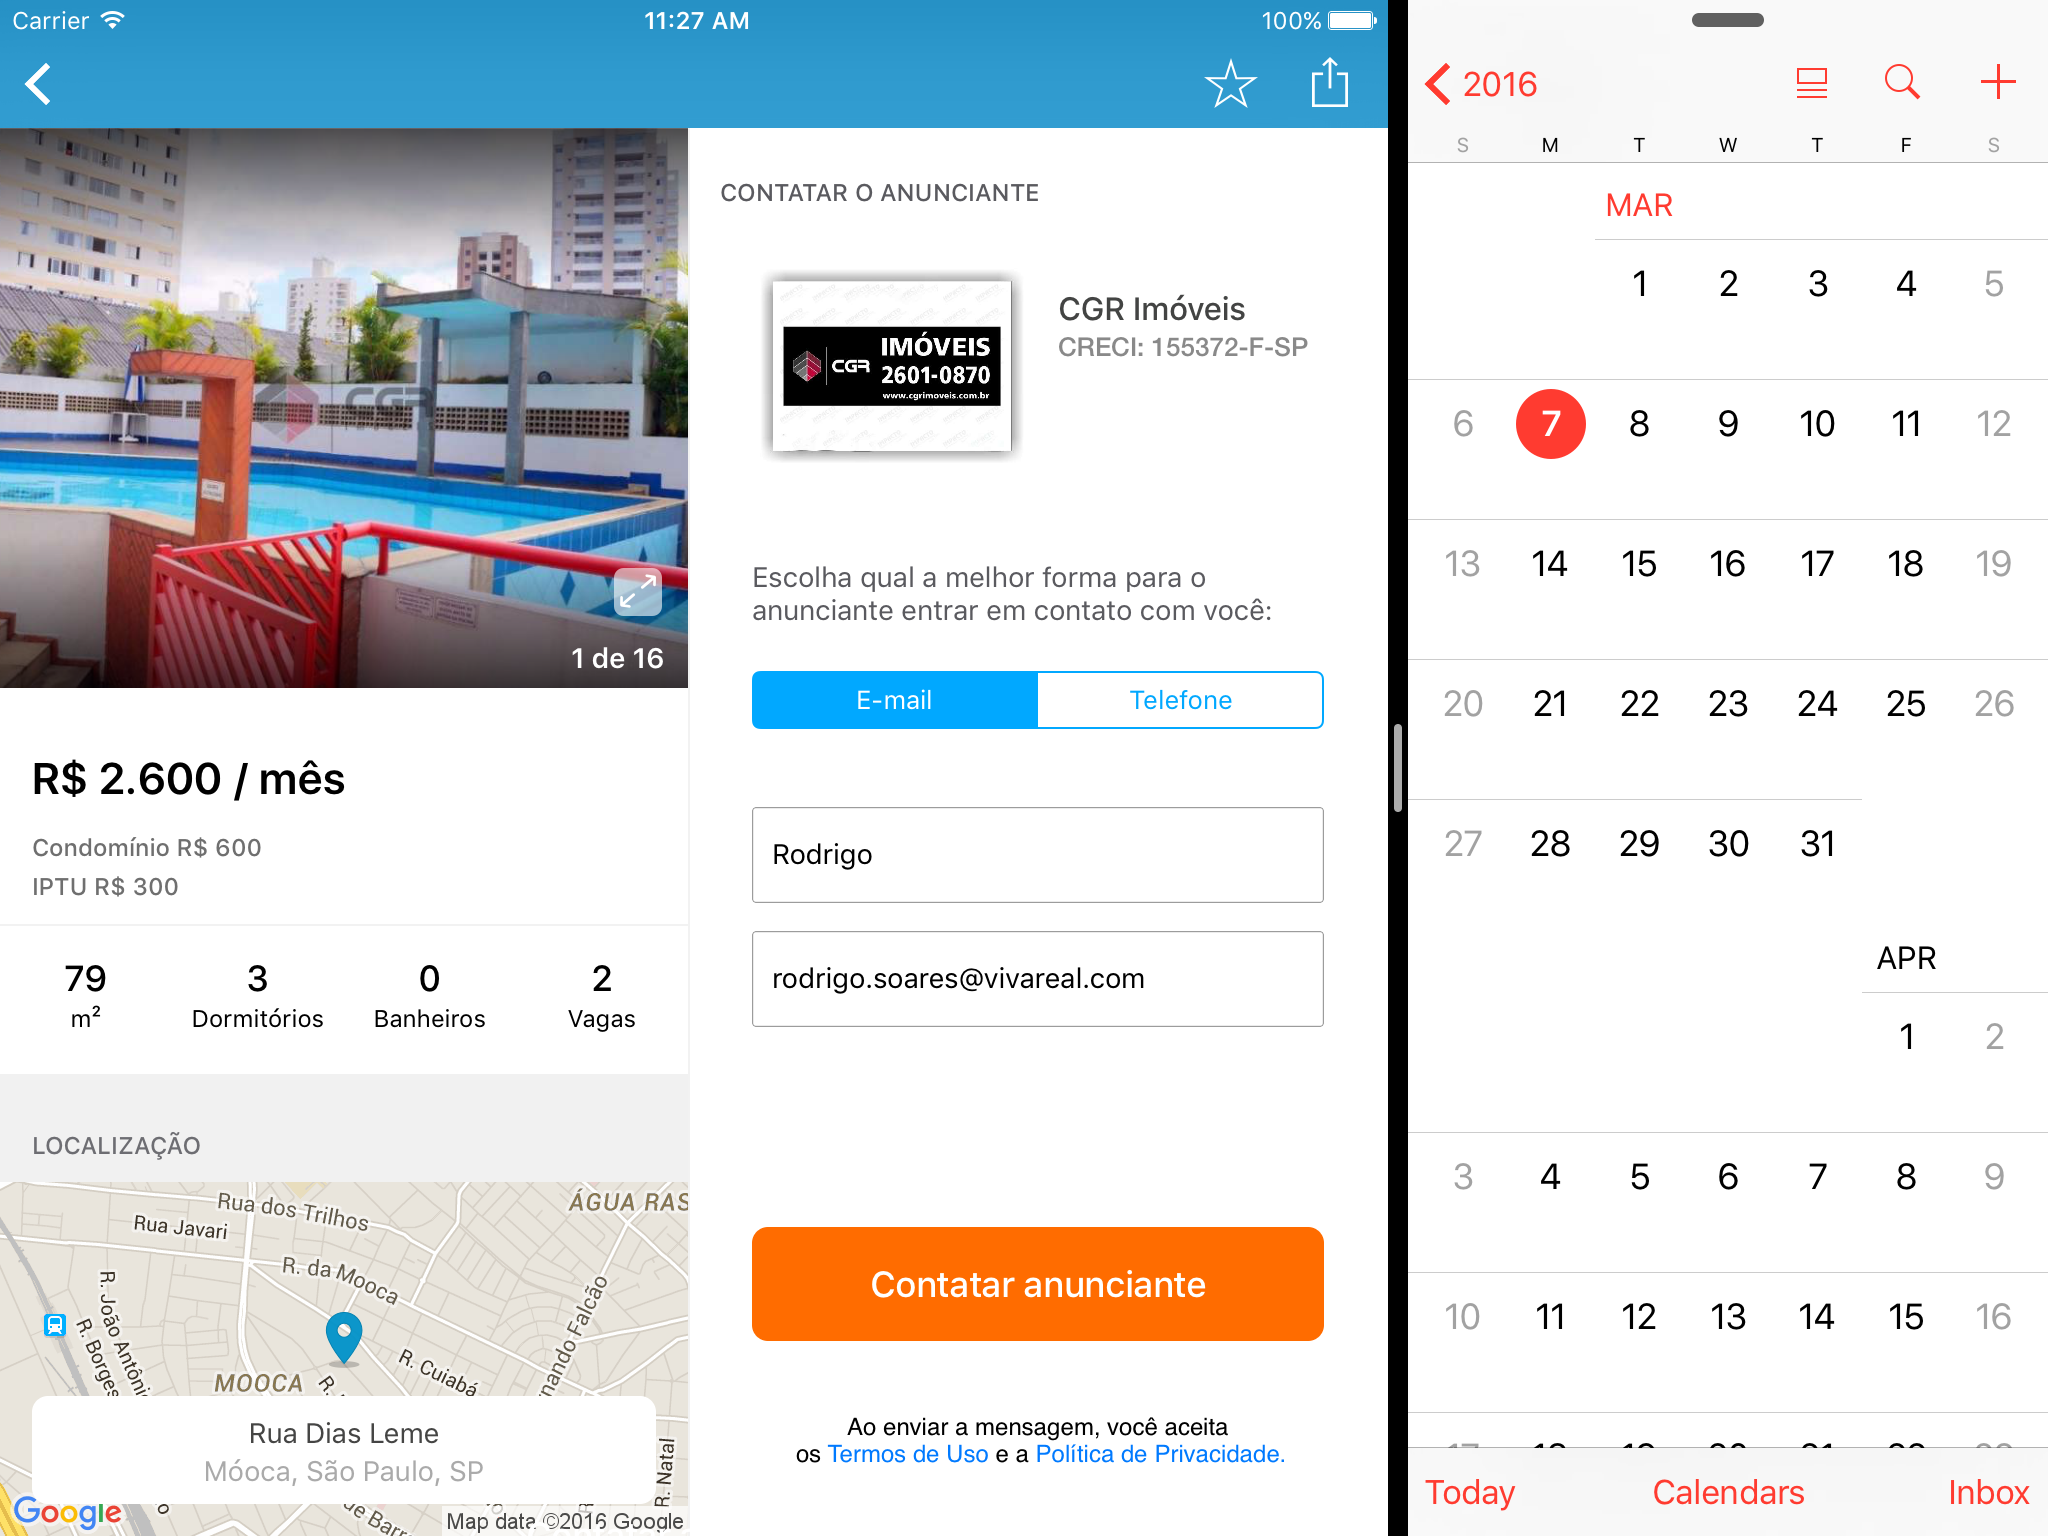 Carrier
11:27 AM
100%
CGR
1 de 16
R$ 2.600 / mês
Condomínio R$ 600
IPTU R$ 300
79
m²
3
Dormitórios
0
Banheiros
2
Vagas
LOCALIZAÇÃO
Rua dos Trilhos
ÁGUA RAS
Rua Javari
R. da Mooca
R. João Antônio
R. Borges
R. Cuiabá
rnando Falcão
MOOCA
R.
Rua Dias Leme
Móoca, São Paulo, SP
R. Natal
Google
de Barr
Map data ©2016 Google
CONTATAR O ANUNCIANTE
CGR
IMÓVEIS
2601-0870
www.cgrimoveis.com.br
CGR Imóveis
CRECI: 155372-F-SP
Escolha qual a melhor forma para o
anunciante entrar em contato com você:
E-mail
Telefone
Rodrigo
rodrigo.soares@vivareal.com
Contatar anunciante
Ao enviar a mensagem, você aceita
os Termos de Uso e a Política de Privacidade.
2016
S M T W T F S
MAR
1 2 3 4 5
6 7 8 9 10 11 12
13 14 15 16 17 18 19
20 21 22 23 24 25 26
27 28 29 30 31
APR
1 2
3 4 5 6 7 8 9
10 11 12 13 14 15 16
Today
Calendars
Inbox